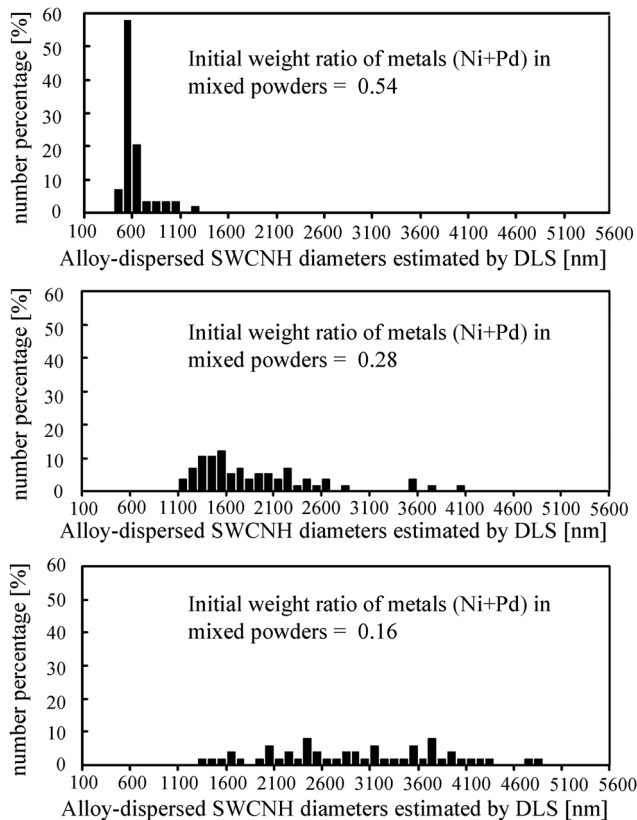 number percentage [%]
60
50
40
30
20
10
0
Initial weight ratio of metals (Ni+Pd) in
mixed powders = 0.54
100 600 1100 1600 2100 2600 3100 3600 4100 4600 5100 5600
Alloy-dispersed SWCNH diameters estimated by DLS [nm]
number percentage [%]
60
50
40
30
20
10
0
Initial weight ratio of metals (Ni+Pd) in
mixed powders = 0.28
100 600 1100 1600 2100 2600 3100 3600 4100 4600 5100 5600
Alloy-dispersed SWCNH diameters estimated by DLS [nm]
number percentage [%]
60
50
40
30
20
10
0
Initial weight ratio of metals (Ni+Pd) in
mixed powders = 0.16
100 600 1100 1600 2100 2600 3100 3600 4100 4600 5100 5600
Alloy-dispersed SWCNH diameters estimated by DLS [nm]